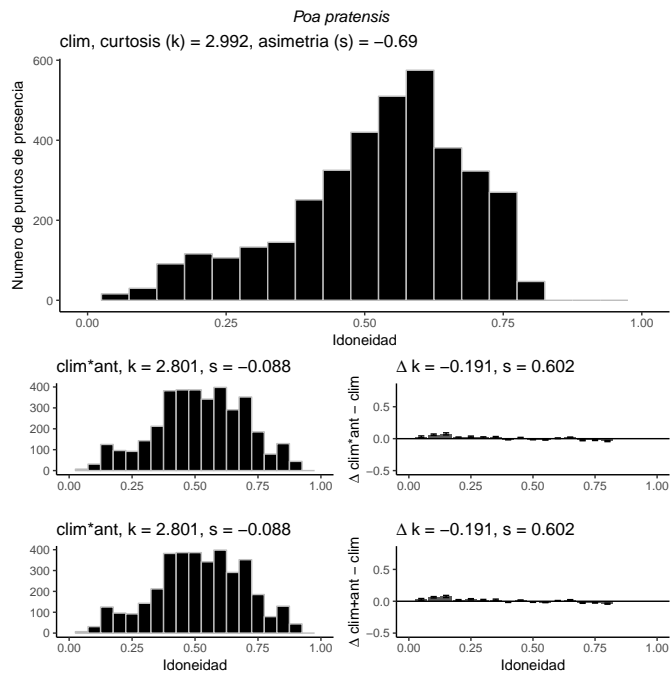 Poa pratensis
clim, curtosis (k) = 2.992, asimetria (s) = −0.69
Numero de puntos de presencia
600
400
200
0
0.00 0.25 0.50 0.75 1.00
Idoneidad
clim*ant, k = 2.801, s = −0.088
400
300
200
100
0
0.00 0.25 0.50 0.75 1.00
Δ k = −0.191, s = 0.602
Δ clim*ant − clim
0.5
0.0
−0.5
0.00 0.25 0.50 0.75 1.00
clim*ant, k = 2.801, s = −0.088
400
300
200
100
0
0.00 0.25 0.50 0.75 1.00
Idoneidad
Δ k = −0.191, s = 0.602
Δ clim+ant − clim
0.5
0.0
−0.5
0.00 0.25 0.50 0.75 1.00
Idoneidad